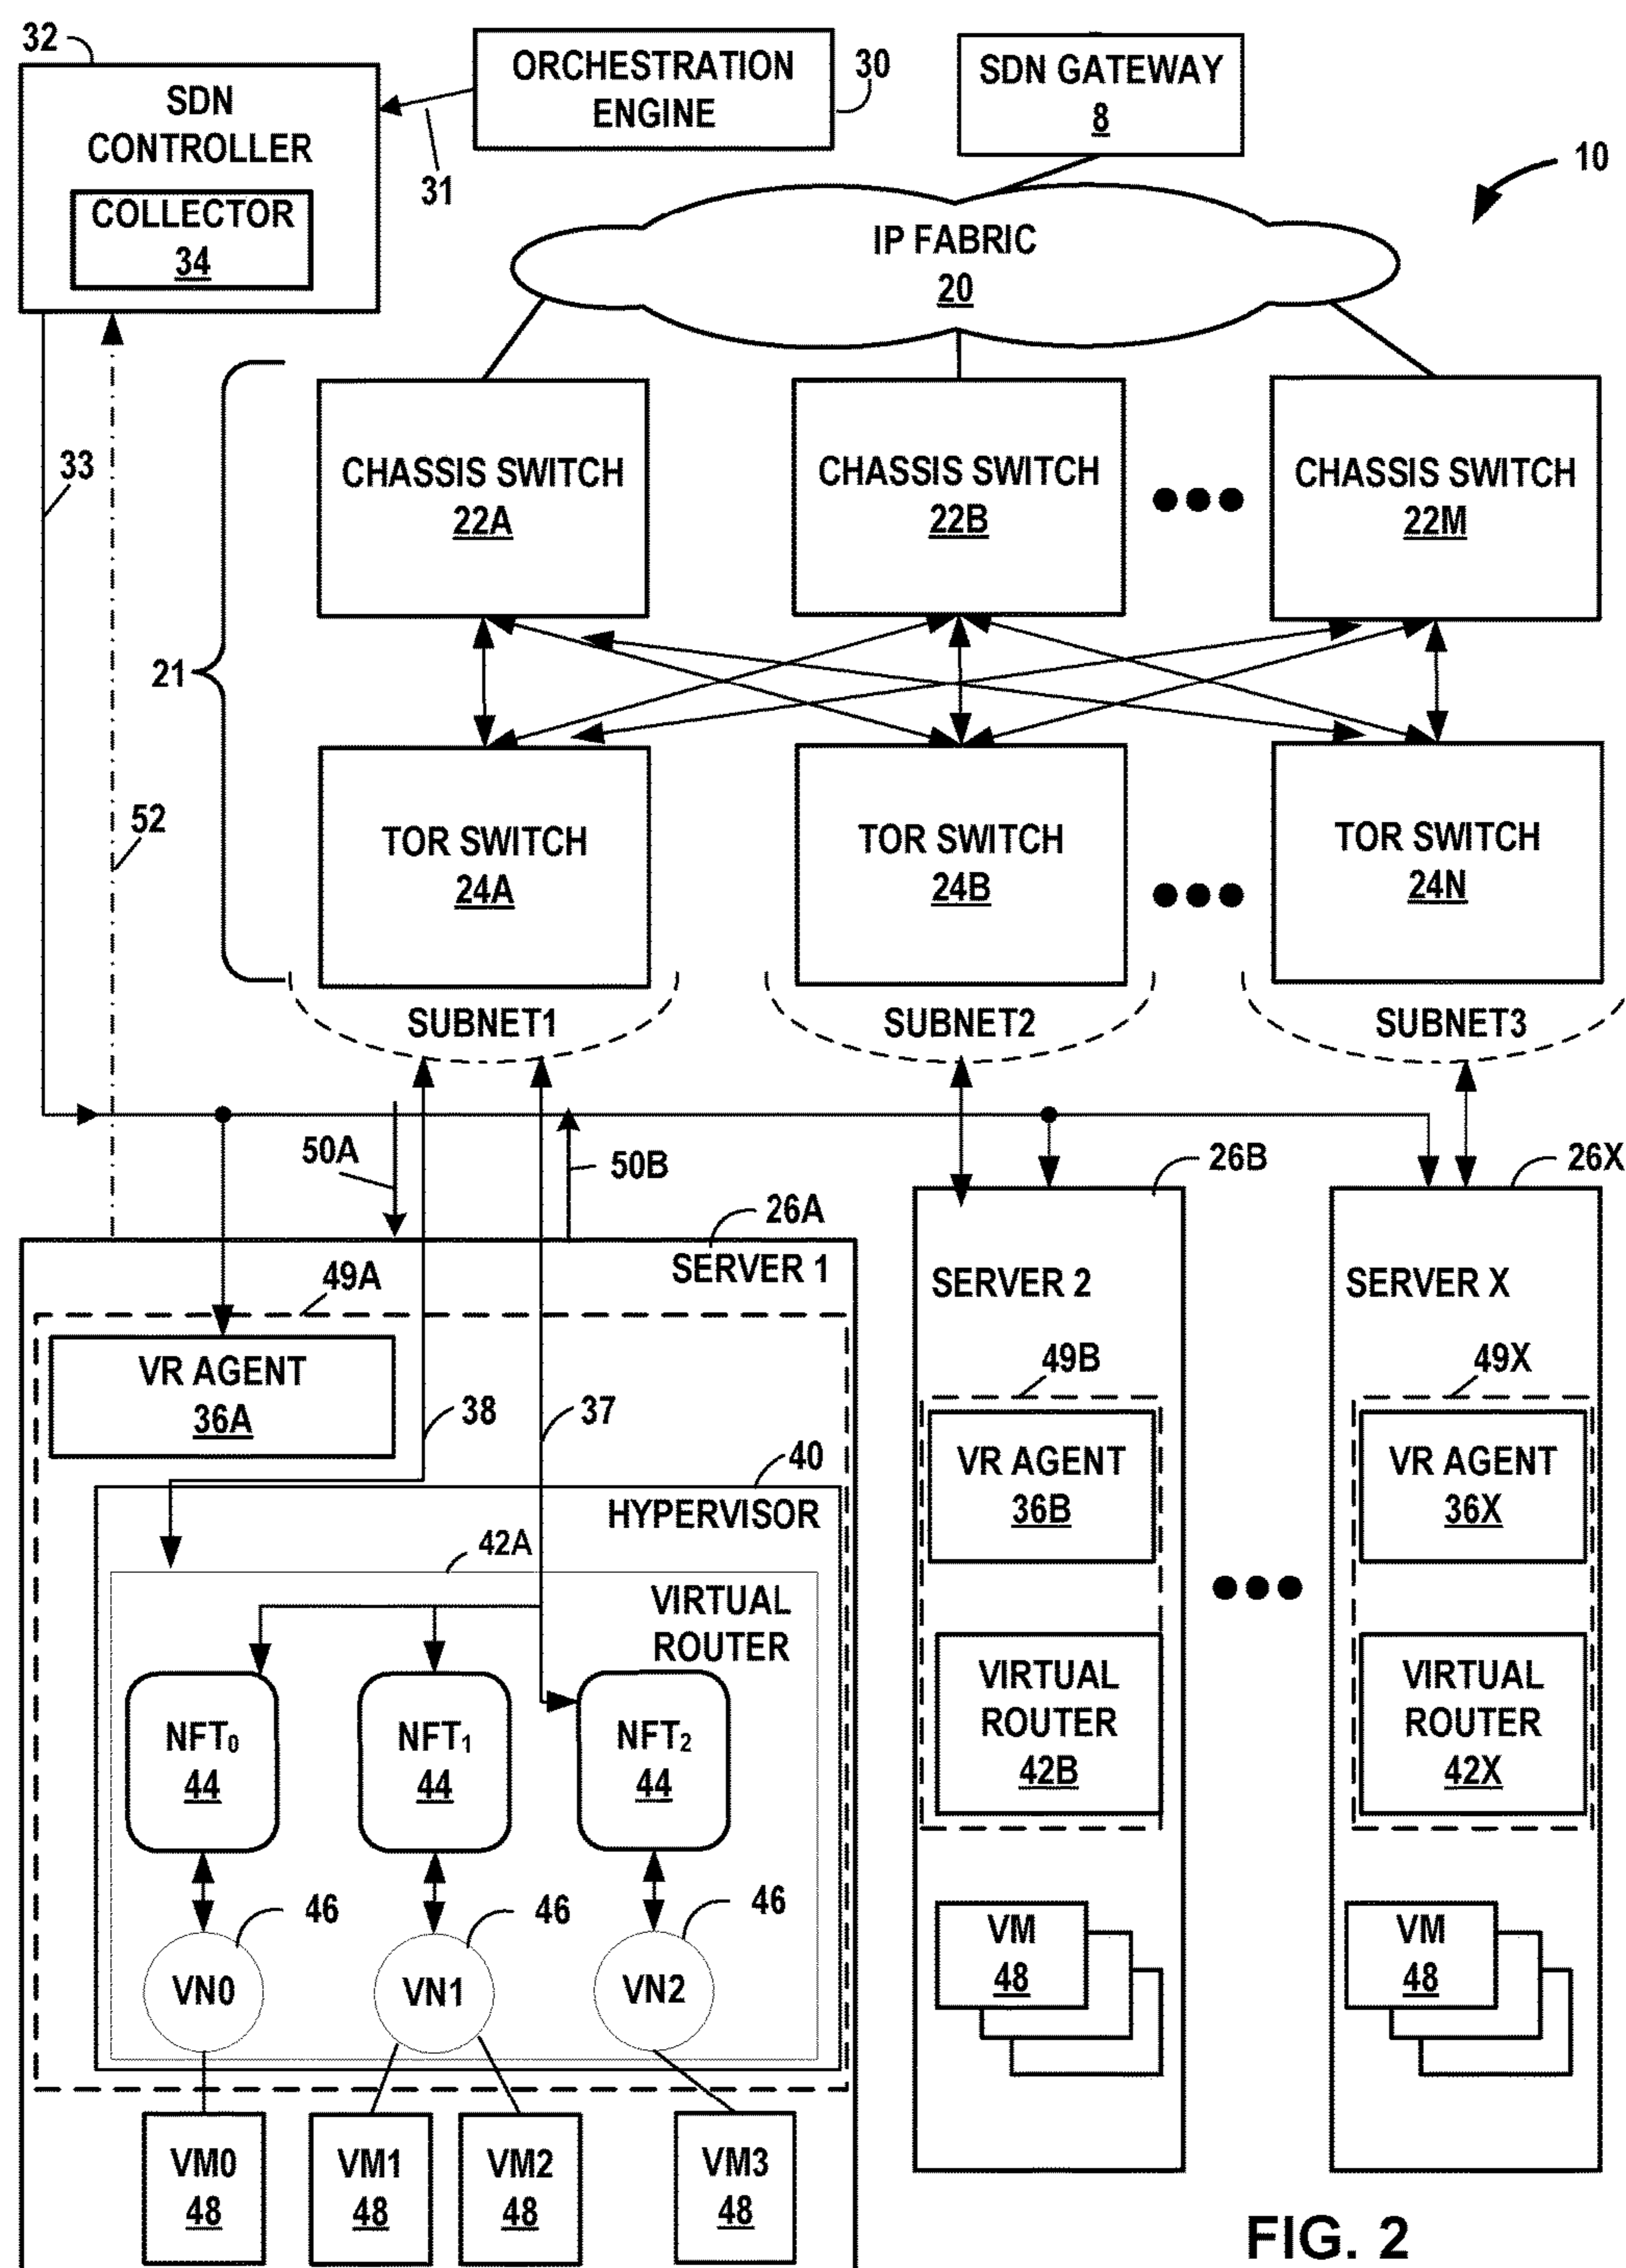 32
SDN
CONTROLLER
COLLECTOR
34
31
ORCHESTRATION
ENGINE
30
SDN GATEWAY
8
10
IP FABRIC
20
33
52
21
CHASSIS SWITCH
22A
CHASSIS SWITCH
22B
CHASSIS SWITCH
22M
TOR SWITCH
24A
TOR SWITCH
24B
TOR SWITCH
24N
SUBNET1
SUBNET2
SUBNET3
50A
50B
26A
26B
26X
SERVER 1
49A
VR AGENT
36A
38
37
40
HYPERVISOR
42A
VIRTUAL
ROUTER
NFT₀
44
NFT₁
44
NFT₂
44
46
46
46
VN0
VN1
VN2
VM0
48
VM1
48
VM2
48
VM3
48
SERVER 2
49B
VR AGENT
36B
VIRTUAL
ROUTER
42B
VM
48
SERVER X
49X
VR AGENT
36X
VIRTUAL
ROUTER
42X
VM
48
FIG. 2